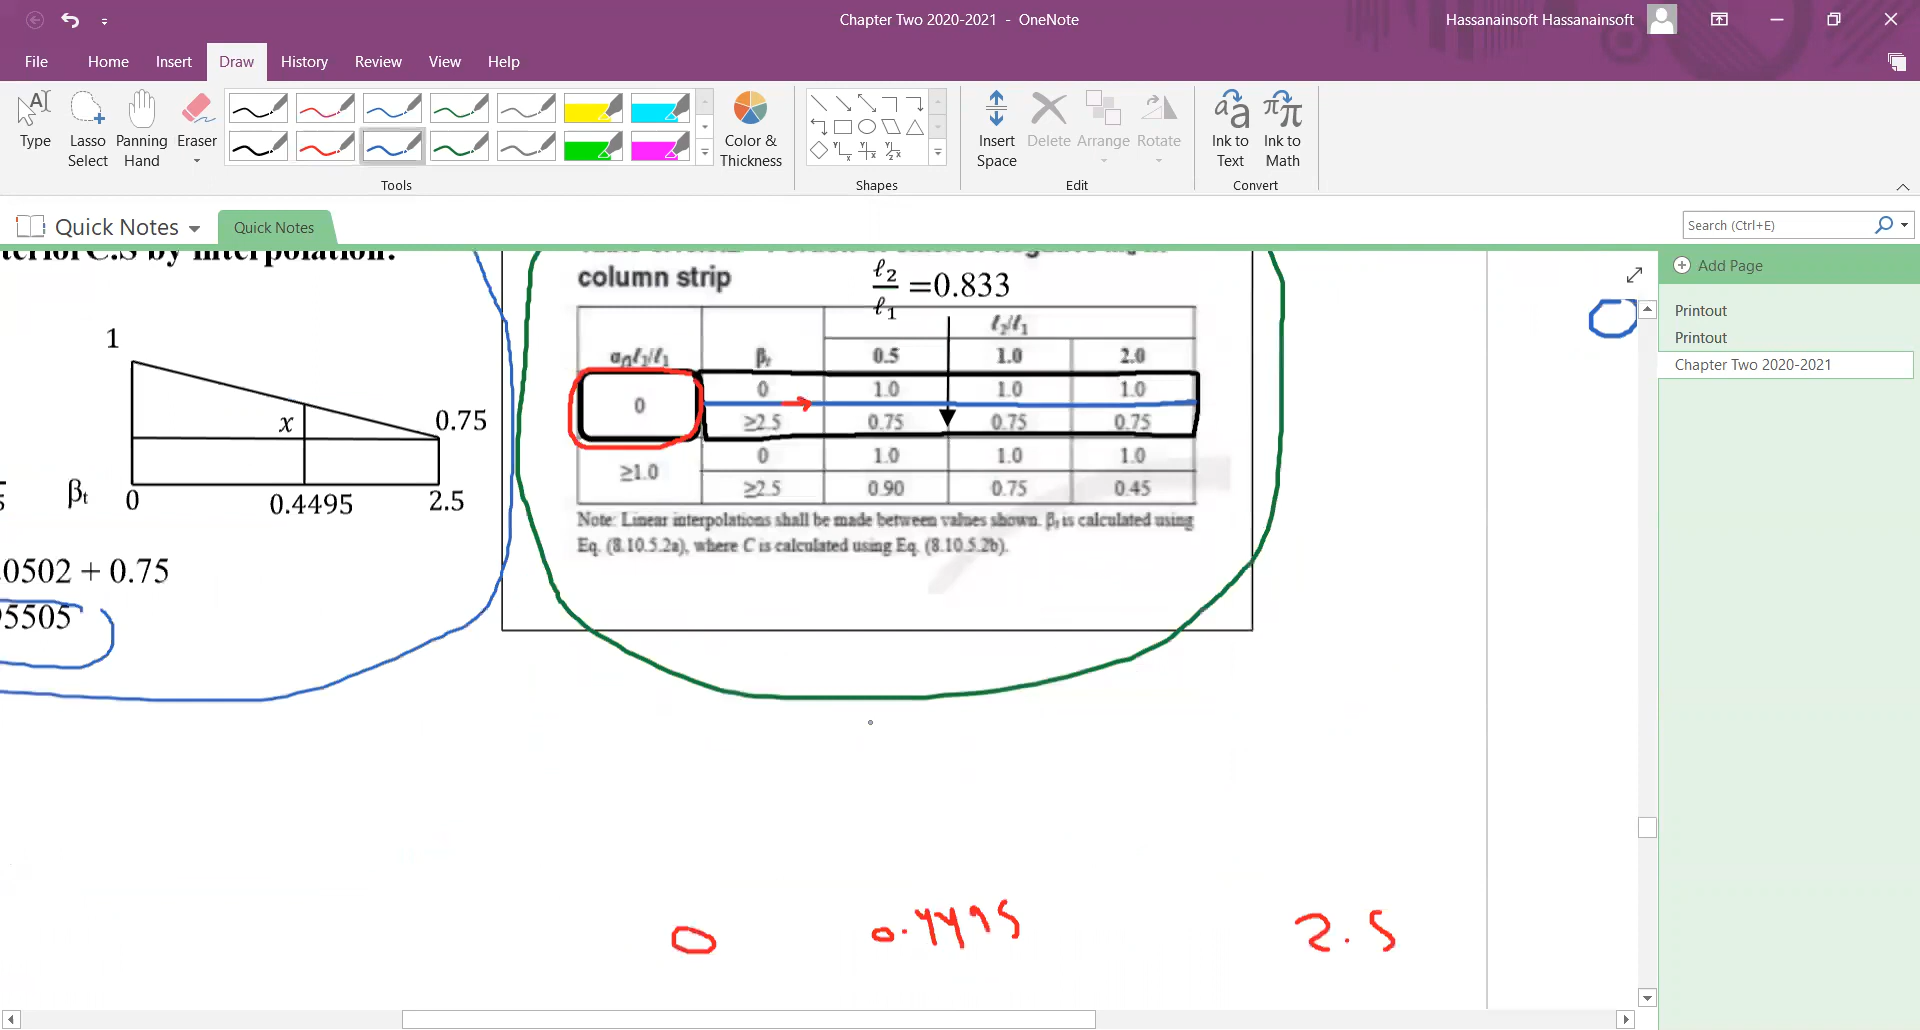 Chapter Two 2020-2021 - OneNote
Hassanainsoft Hassanainsoft
File Home Insert Draw History Review View Help
Type
Lasso Select
Panning Hand
Eraser
Color & Thickness
Insert Space
Delete
Arrange
Rotate
Ink to Text
Ink to Math
Tools
Shapes
Edit
Convert
Quick Notes
Quick Notes
Search (Ctrl+E)
Add Page
Printout
Printout
Chapter Two 2020-2021
C.S by interpolation:
1
x
0.75
βt 0 0.4495 2.5
0502 + 0.75
95505
column strip
ℓ2/ℓ1 =0.833
ℓ2/ℓ1
αf1ℓ2/ℓ1 βt 0.5 1.0 2.0
0 0 1.0 1.0 1.0
≥2.5 0.75 0.75 0.75
≥1.0 0 1.0 1.0 1.0
≥2.5 0.90 0.75 0.45
Note: Linear interpolations shall be made between values shown. βt is calculated using
Eq. (8.10.5.2a), where C is calculated using Eq. (8.10.5.2b).
0 0.4495 2.5